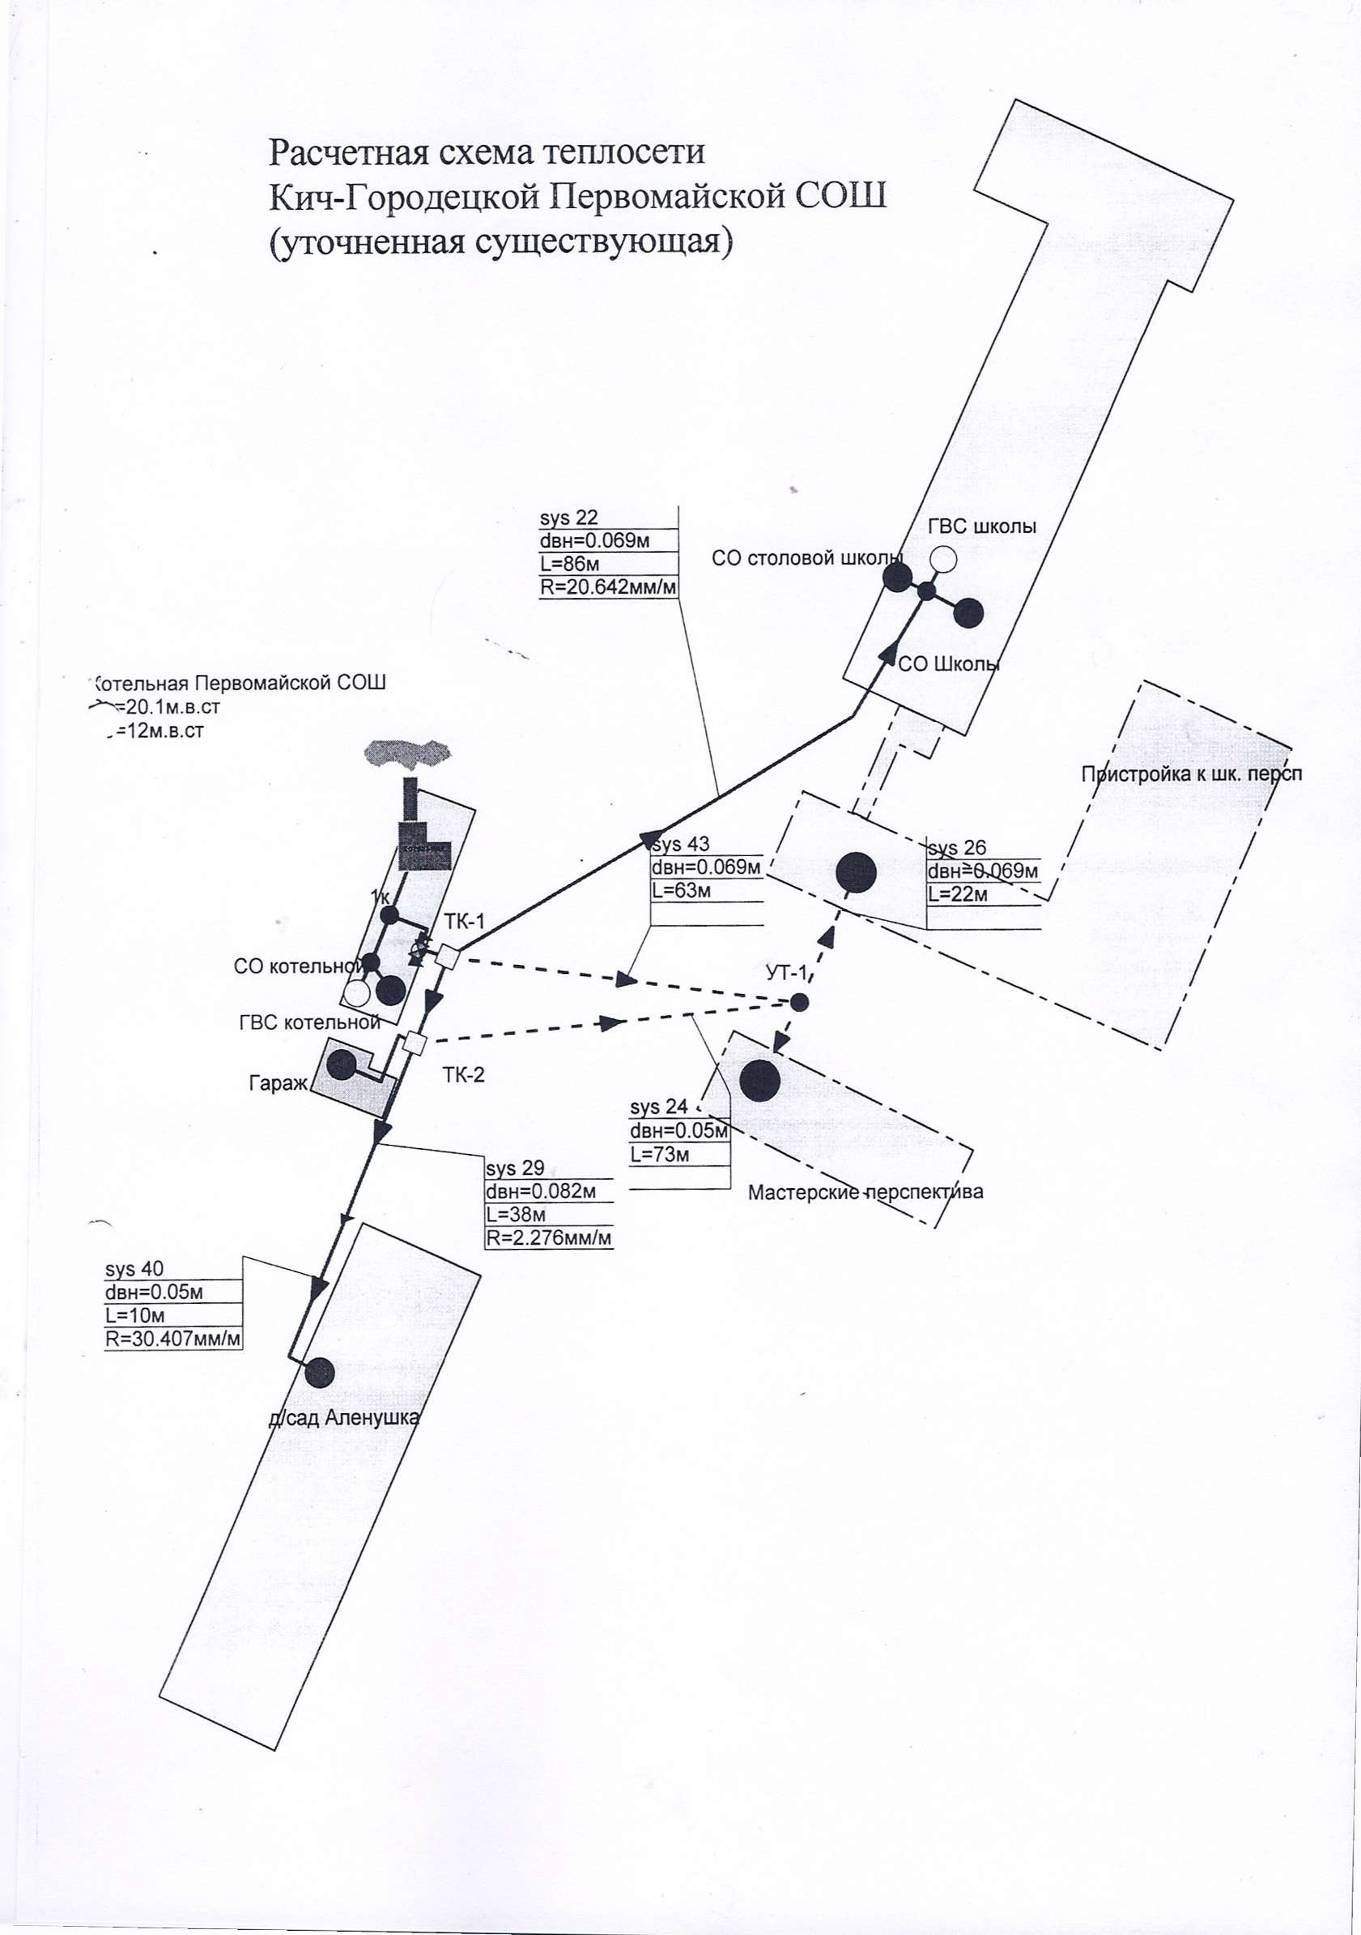 Расчетная схема теплосети
Кич-Городецкой Первомайской СОШ
(уточненная существующая)
sys 22
dвн=0.069м
L=86м
R=20.642мм/м
ГВС школы
СО столовой школы
СО Школы
отельная Первомайской СОШ
=20.1м.в.ст
=12м.в.ст
Пристройка к шк. персп
sys 43
dвн=0.069м
L=63м
sys 26
dвн=0.069м
L=22м
1к
ТК-1
СО котельной
УТ-1
ГВС котельной
Гараж
ТК-2
sys 24
dвн=0.05м
L=73м
sys 29
dвн=0.082м
L=38м
R=2.276мм/м
Мастерские перспектива
sys 40
dвн=0.05м
L=10м
R=30.407мм/м
д/сад Аленушка